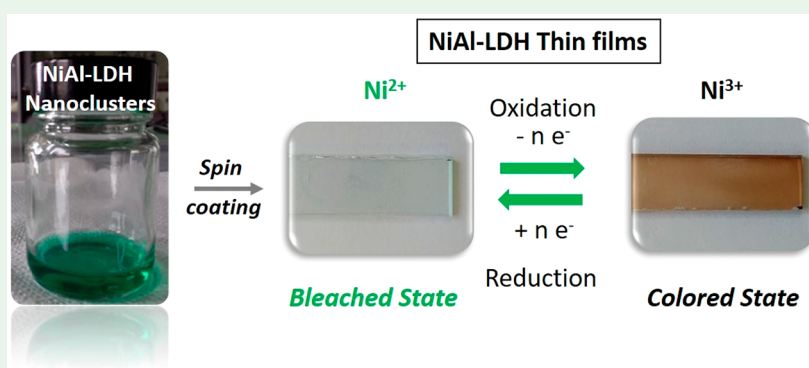 NiAl-LDH Thin films
NiAl-LDH
Nanoclusters
Spin
coating
Ni²⁺
Bleached State
Oxidation
- n e⁻
+ n e⁻
Reduction
Ni³⁺
Colored State